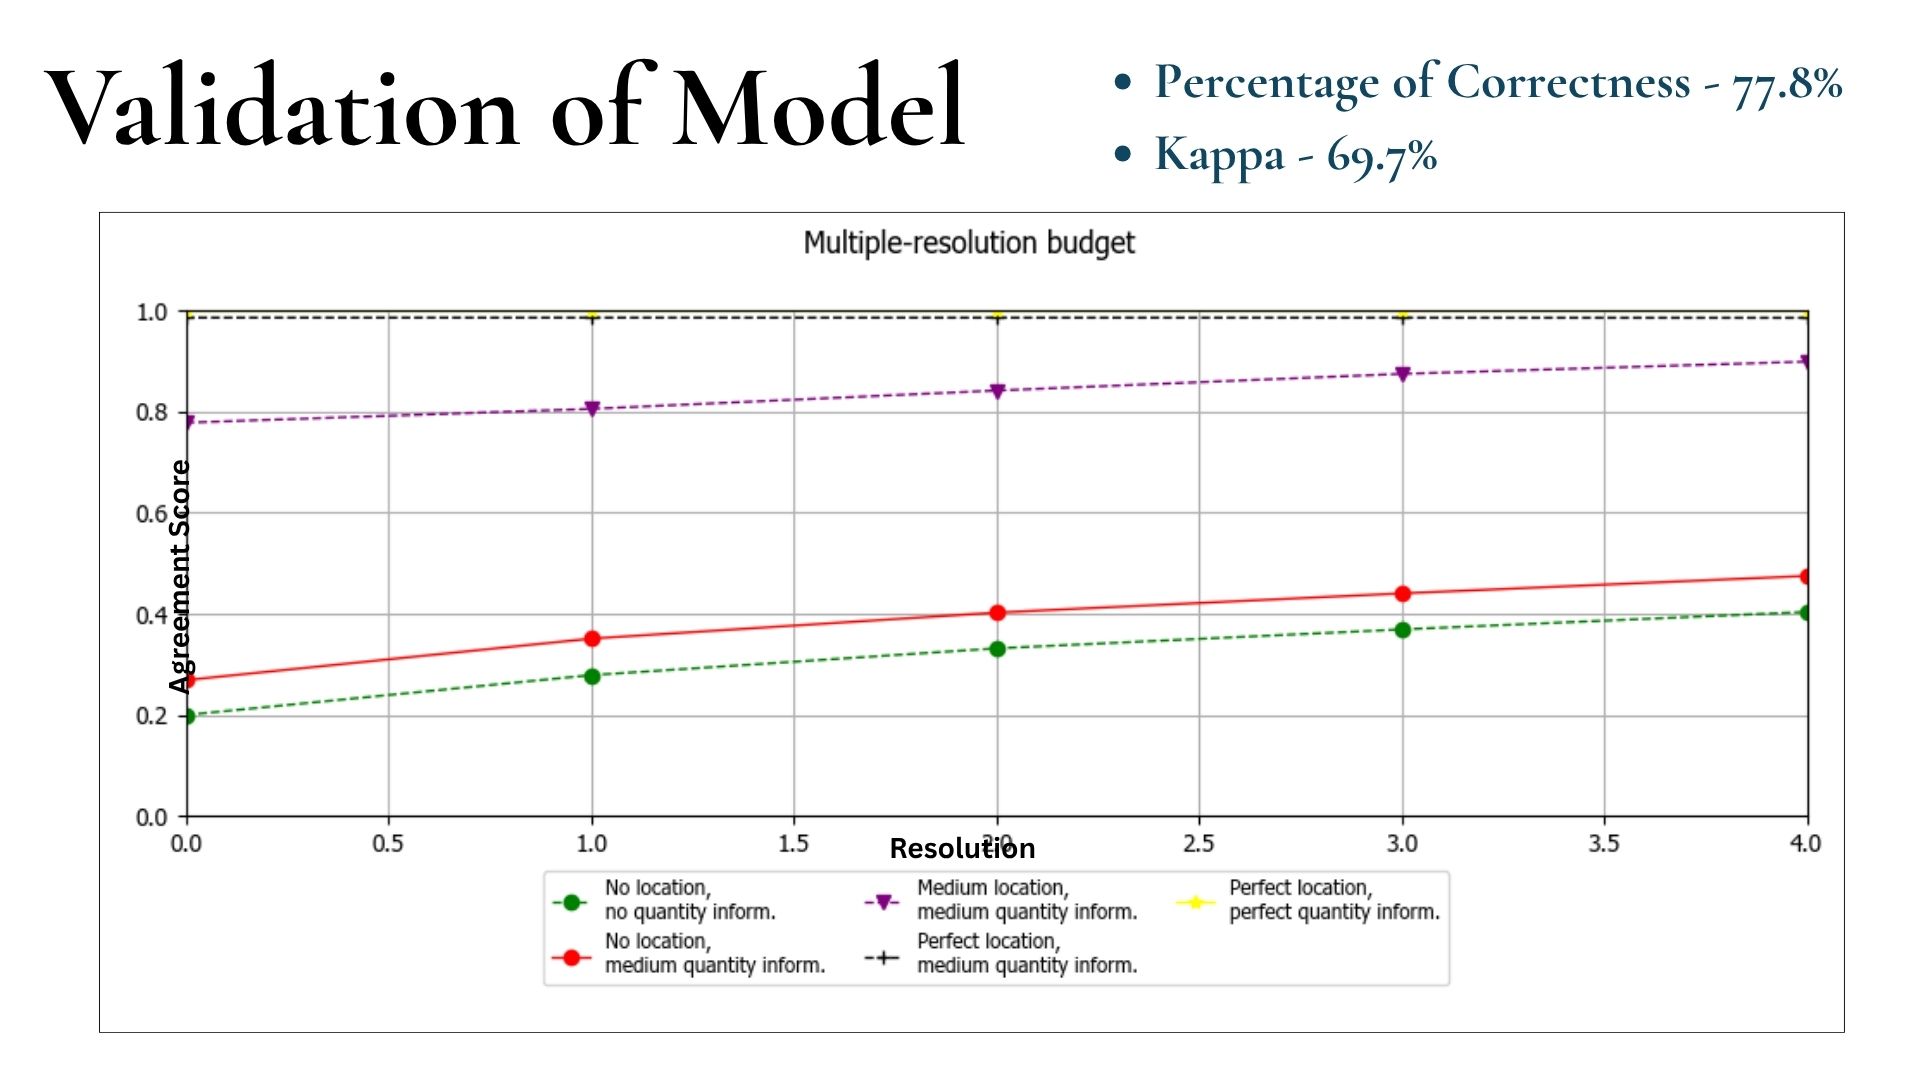 Validation of Model
• Percentage of Correctness - 77.8%
• Kappa - 69.7%
Multiple-resolution budget
1.0
0.8
0.6
0.4
0.2
0.0
Agreement Score
0.0 0.5 1.0 1.5 2.0 2.5 3.0 3.5 4.0
Resolution
No location,
no quantity inform.
No location,
medium quantity inform.
Medium location,
medium quantity inform.
Perfect location,
medium quantity inform.
Perfect location,
perfect quantity inform.